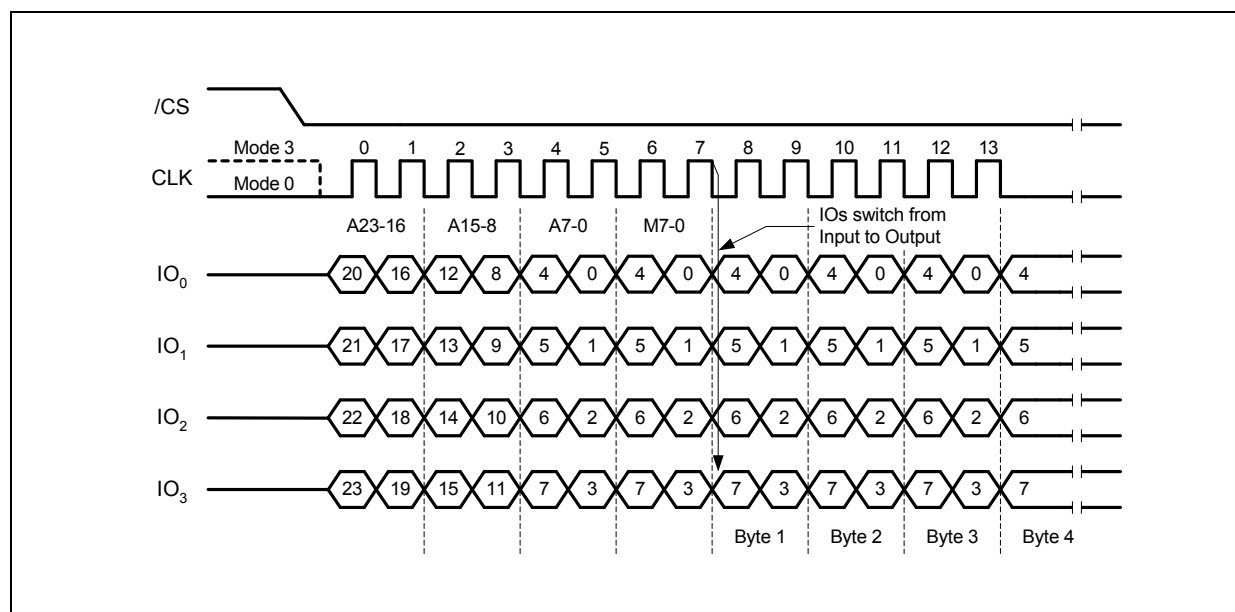 /CS
Mode 3
0 1 2 3 4 5 6 7 8 9 10 11 12 13
CLK
Mode 0
IOs switch from
Input to Output
A23-16 A15-8 A7-0 M7-0
IO0 20 16 12 8 4 0 4 0 4 0 4 0 4 0 4
IO1 21 17 13 9 5 1 5 1 5 1 5 1 5 1 5
IO2 22 18 14 10 6 2 6 2 6 2 6 2 6 2 6
IO3 23 19 15 11 7 3 7 3 7 3 7 3 7 3 7
Byte 1 Byte 2 Byte 3 Byte 4